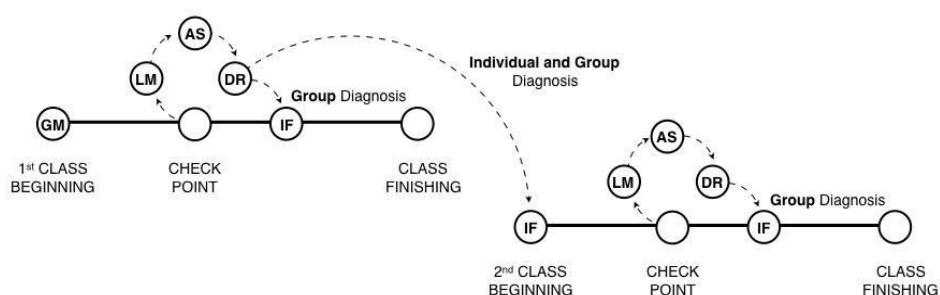 AS
LM
DR
Individual and Group
Diagnosis
Group Diagnosis
GM
IF
1st CLASS
BEGINNING
CHECK
POINT
CLASS
FINISHING
AS
LM
DR
Group Diagnosis
IF
IF
2nd CLASS
BEGINNING
CHECK
POINT
CLASS
FINISHING